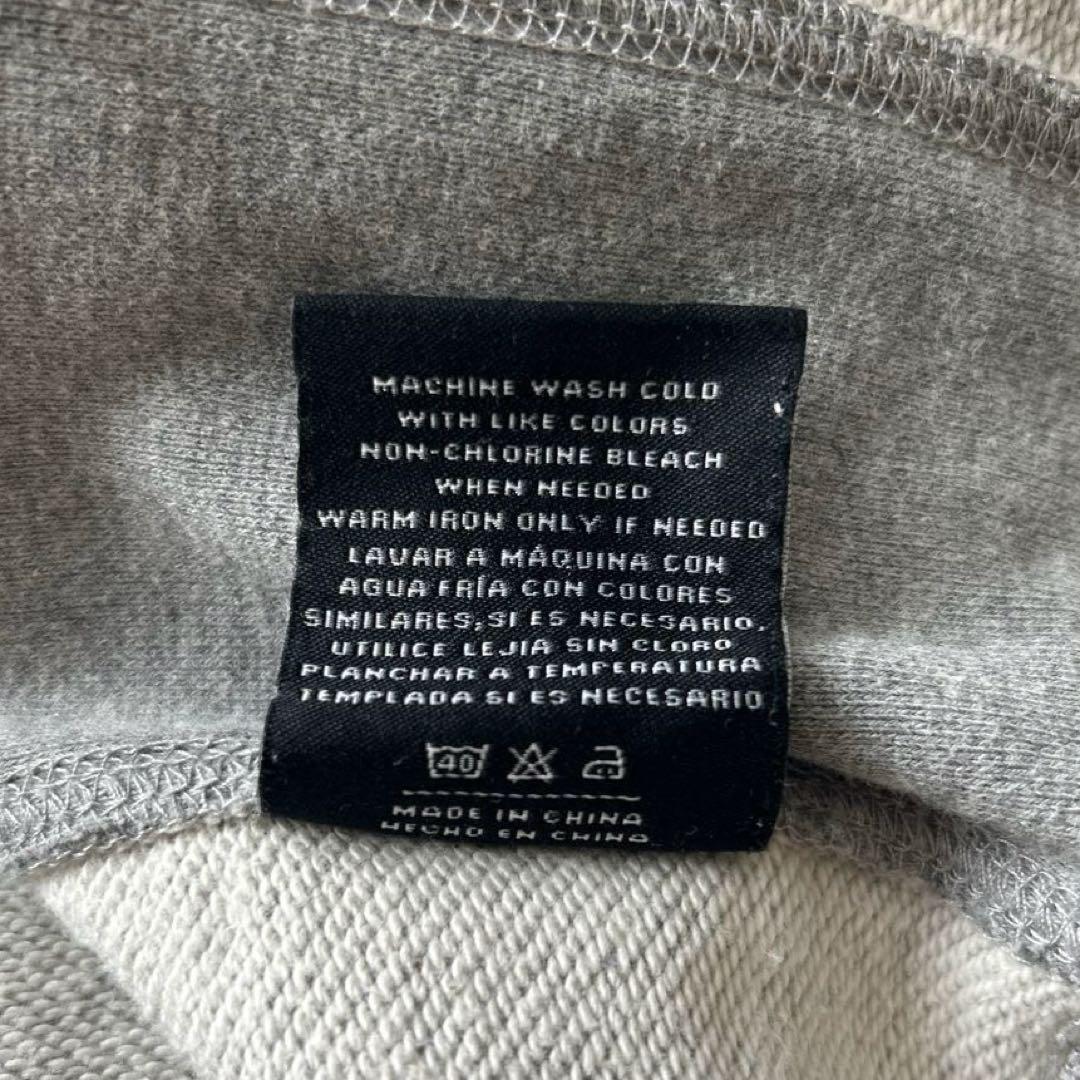 MACHINE WASH COLD
WITH LIKE COLORS
NON-CHLORINE BLEACH
WHEN NEEDED
WARM IRON ONLY IF NEEDED
LAVAR A MÁQUINA CON
AGUA FRÍA CON COLORES
SIMILARES, SI ES NECESARIO.
UTILICE LEJIA SIN CLORO
PLANCHAR A TEMPERATURA
TEMPLADA SI ES NECESARIO
40
MADE IN CHINA
HECHO EN CHINA